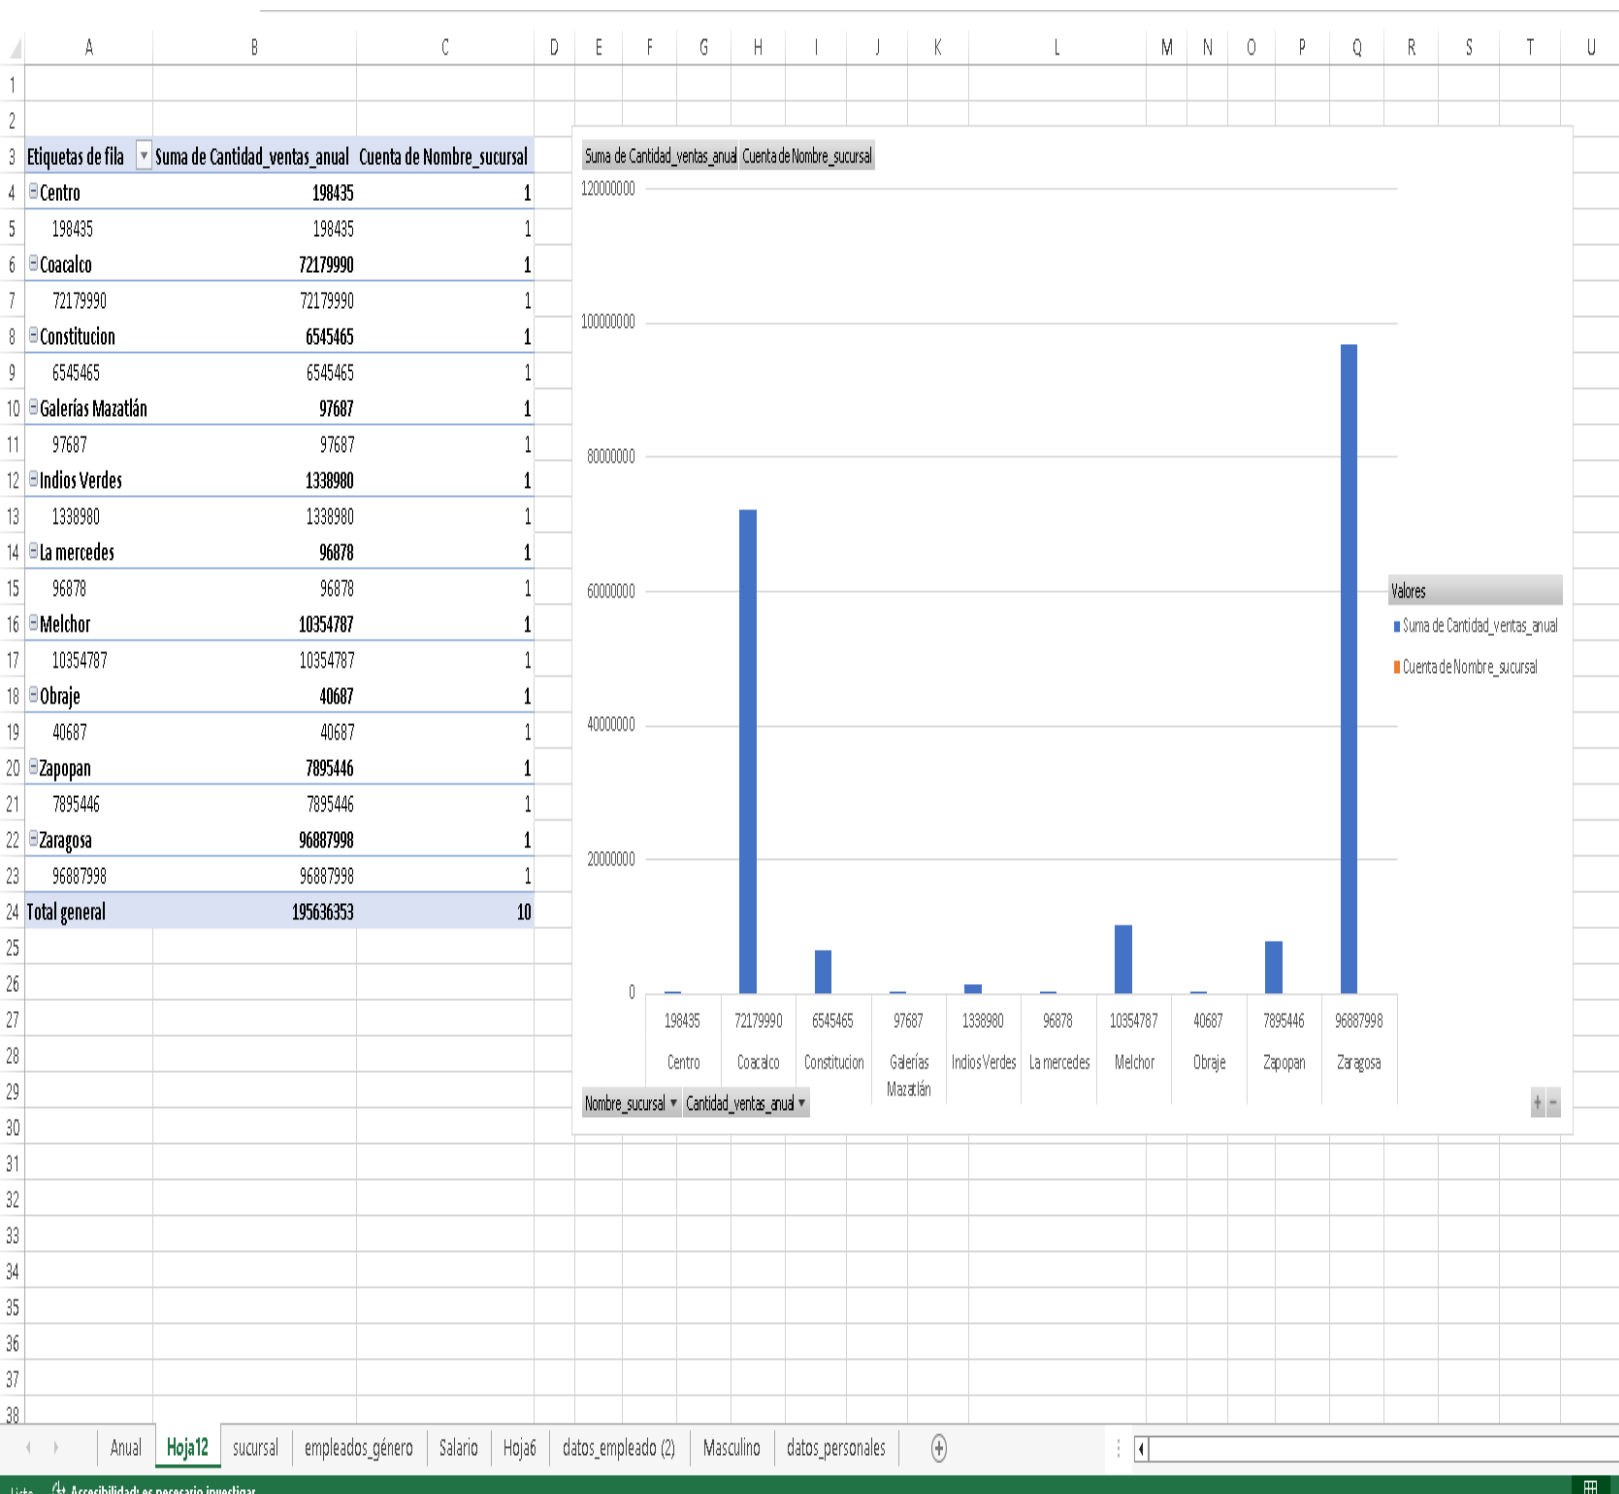 A B C D E F G H I J K L M N O P Q R S T U
1
2
3 Etiquetas de fila Suma de Cantidad_ventas_anual Cuenta de Nombre_sucursal
4 Centro 198435 1
5 198435 198435 1
6 Coacalco 72179990 1
7 72179990 72179990 1
8 Constitucion 6545465 1
9 6545465 6545465 1
10 Galerías Mazatlán 97687 1
11 97687 97687 1
12 Indios Verdes 1338980 1
13 1338980 1338980 1
14 La mercedes 96878 1
15 96878 96878 1
16 Melchor 10354787 1
17 10354787 10354787 1
18 Obraje 40687 1
19 40687 40687 1
20 Zapopan 7895446 1
21 7895446 7895446 1
22 Zaragosa 96887998 1
23 96887998 96887998 1
24 Total general 195636353 10
25
26
27
28
29
30
31
32
33
34
35
36
37
38
Suma de Cantidad_ventas_anual Cuenta de Nombre_sucursal
120000000
100000000
80000000
60000000
40000000
20000000
0
198435 72179990 6545465 97687 1338980 96878 10354787 40687 7895446 96887998
Centro Coacalco Constitucion Galerías Mazatlán Indios Verdes La mercedes Melchor Obraje Zapopan Zaragosa
Valores
Suma de Cantidad_ventas_anual
Cuenta de Nombre_sucursal
Nombre_sucursal Cantidad_ventas_anual
+ −
Anual Hoja12 sucursal empleados_género Salario Hoja6 datos_empleado (2) Masculino datos_personales
Listo Accesibilidad: es necesario investigar